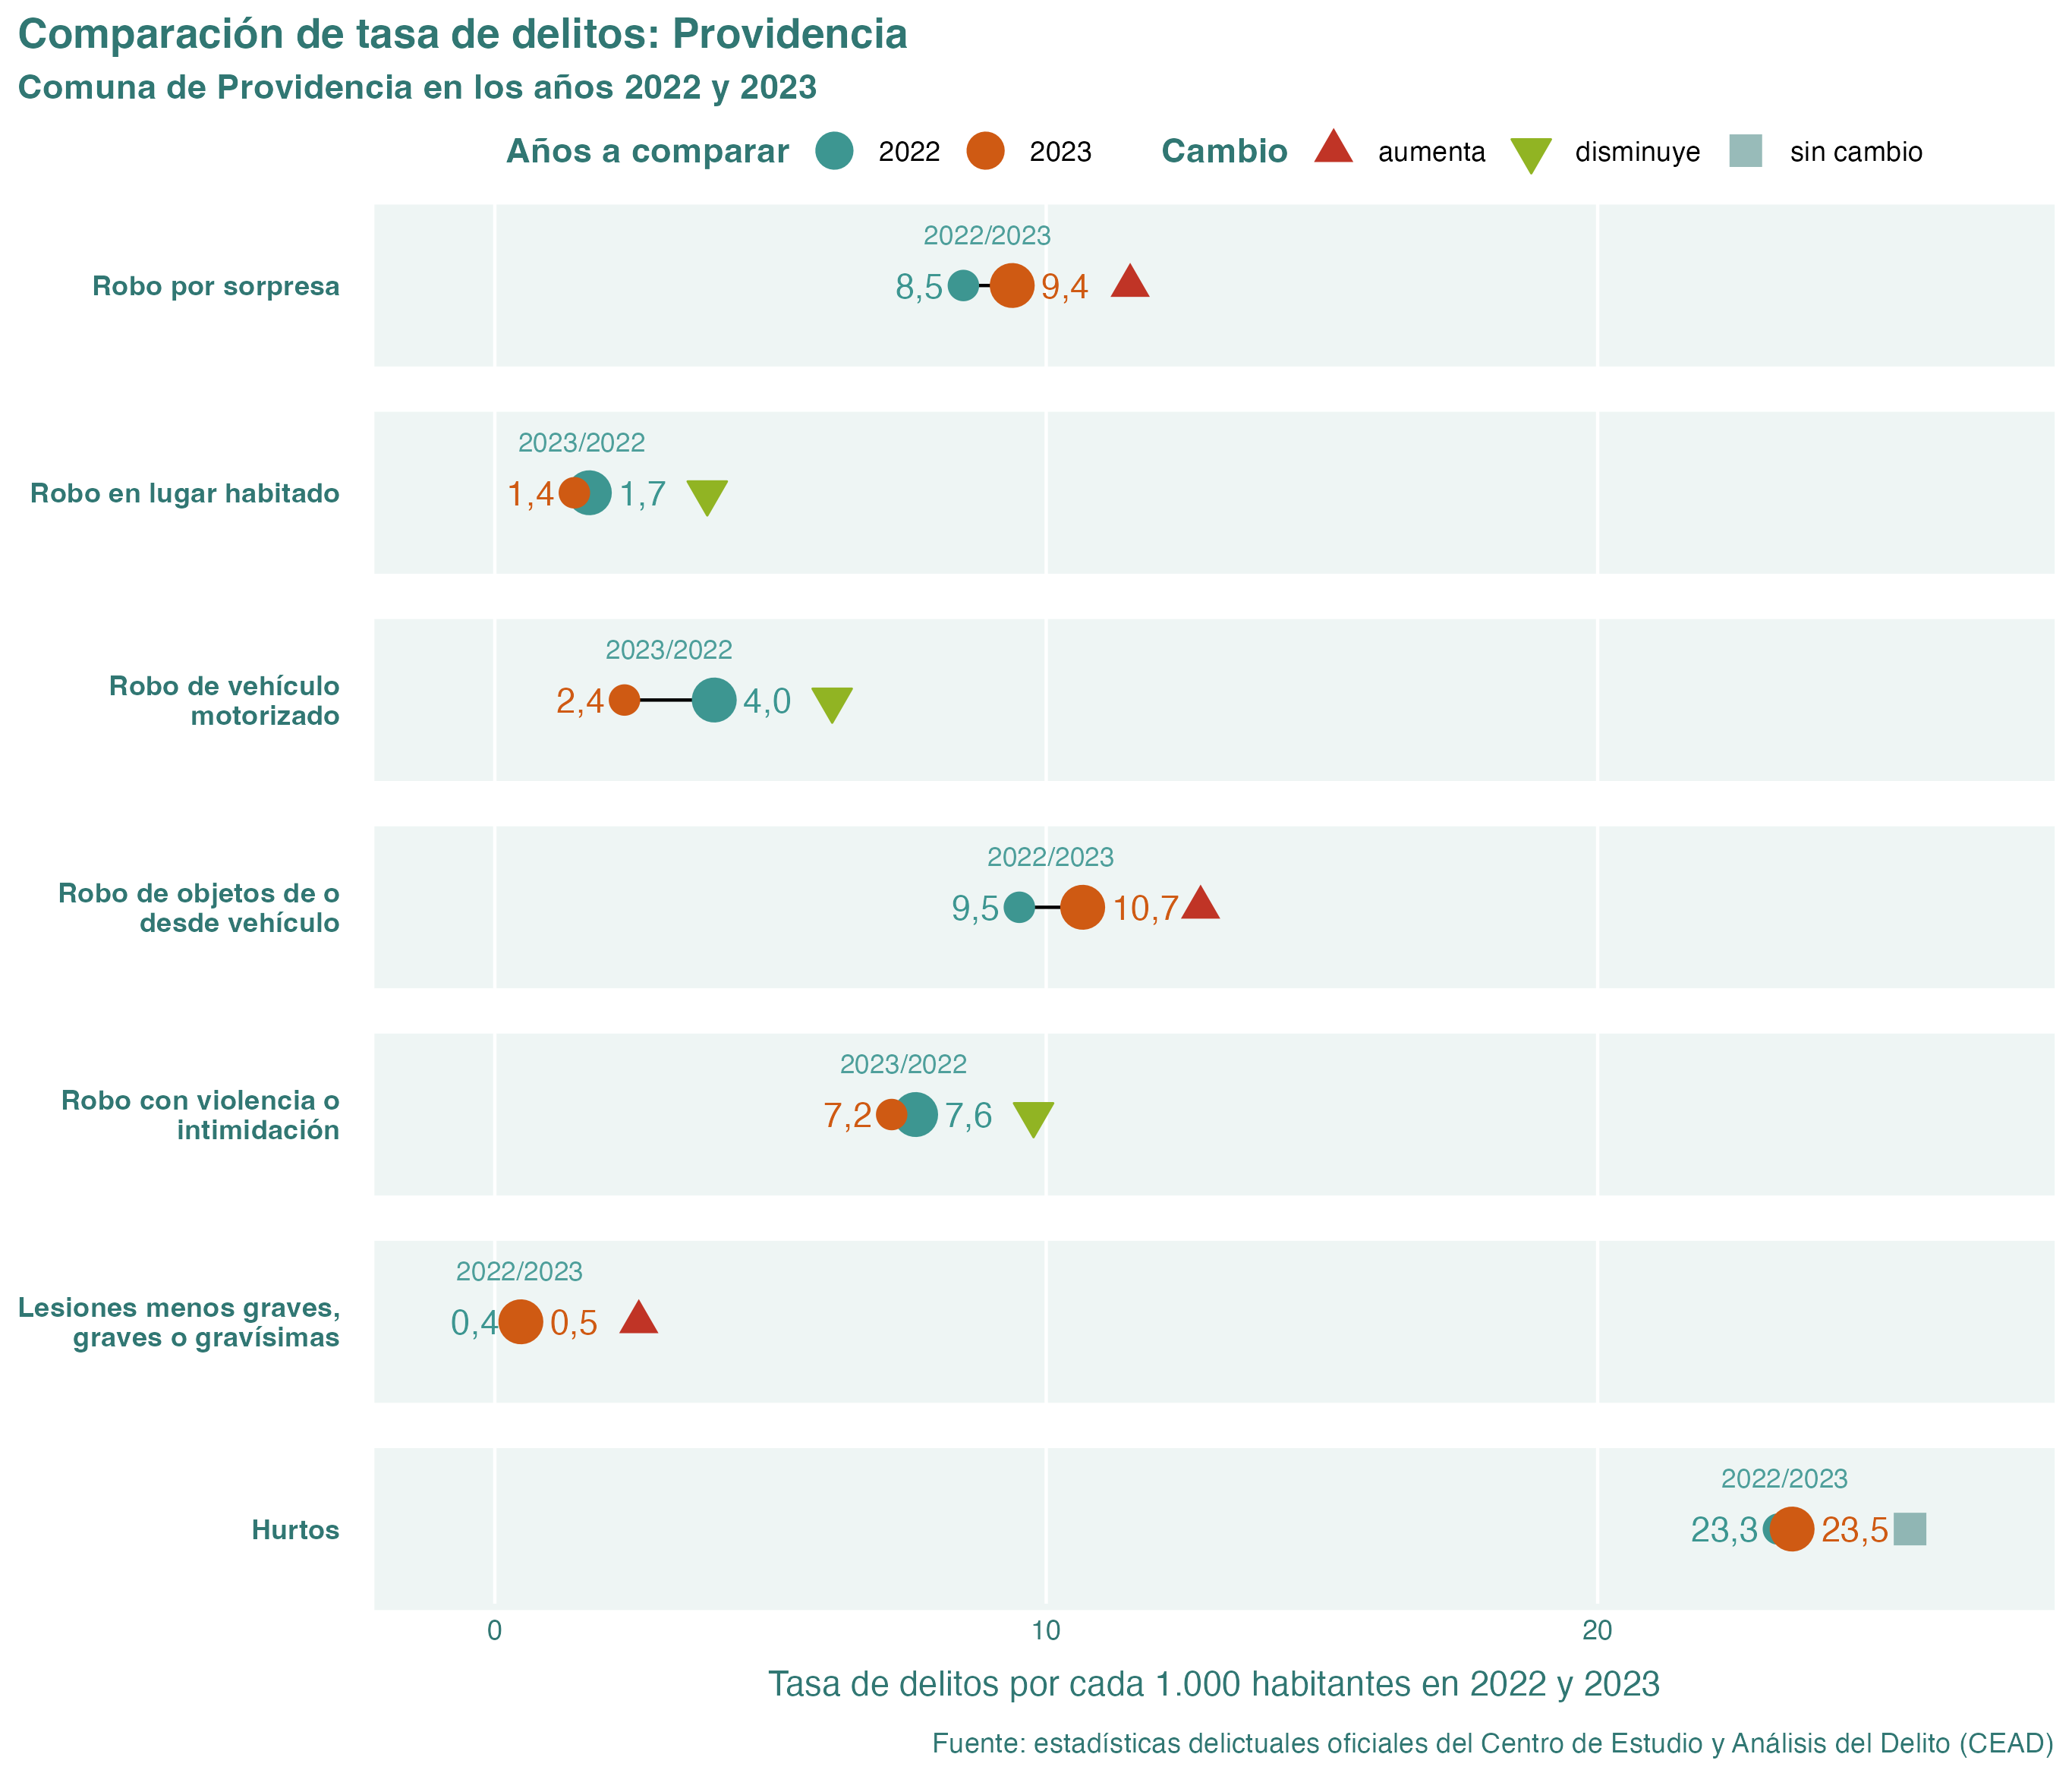 Comparación de tasa de delitos: Providencia
Comuna de Providencia en los años 2022 y 2023
Años a comparar 2022 2023 Cambio aumenta disminuye sin cambio
2022/2023
Robo por sorpresa 8,5 9,4
2023/2022
Robo en lugar habitado 1,4 1,7
2023/2022
Robo de vehículo
motorizado
2,4 4,0
2022/2023
Robo de objetos de o
desde vehículo
9,5 10,7
2023/2022
Robo con violencia o
intimidación
7,2 7,6
2022/2023
Lesiones menos graves,
graves o gravísimas
0,4 0,5
2022/2023
Hurtos 23,3 23,5
0 10 20
Tasa de delitos por cada 1.000 habitantes en 2022 y 2023
Fuente: estadísticas delictuales oficiales del Centro de Estudio y Análisis del Delito (CEAD)